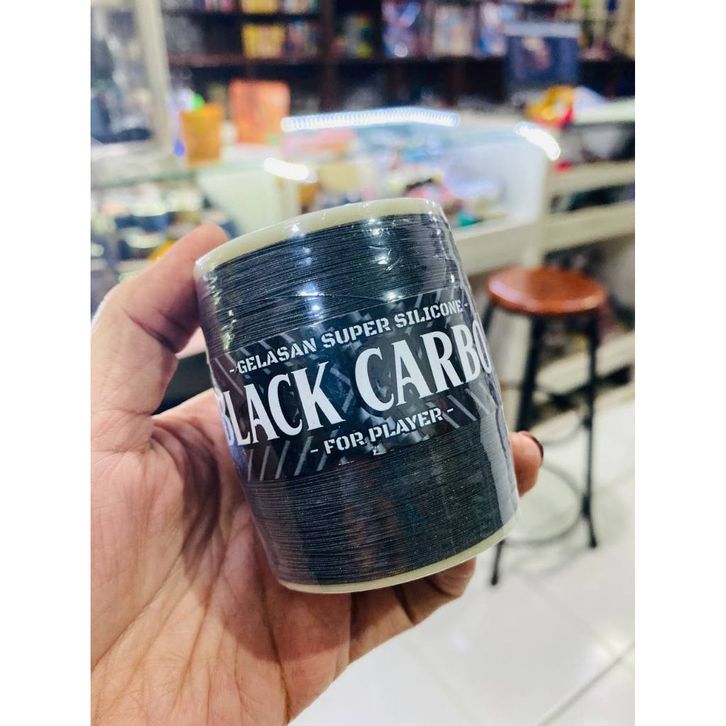 - GELASAN SUPER SILICONE -
BLACK CARBO
- FOR PLAYER -